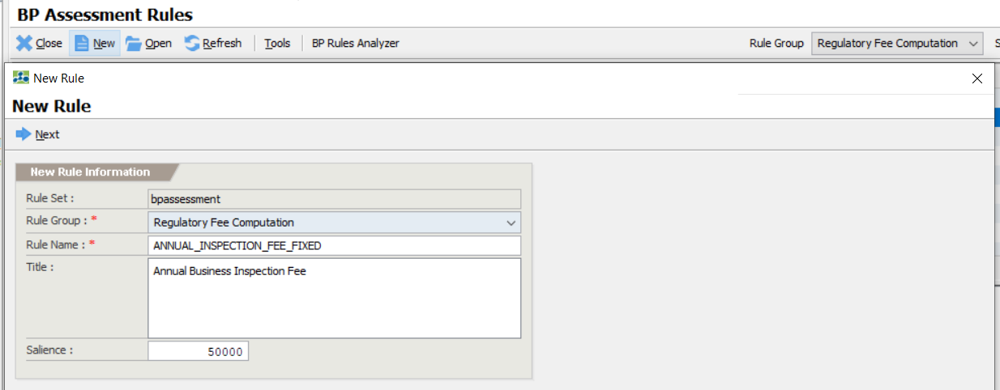 BP Assessment Rules
Close New Open Refresh Tools BP Rules Analyzer Rule Group Regulatory Fee Computation S
New Rule
New Rule
Next
New Rule Information
Rule Set : bpassessment
Rule Group : * Regulatory Fee Computation
Rule Name : * ANNUAL_INSPECTION_FEE_FIXED
Title : Annual Business Inspection Fee
Salience : 50000